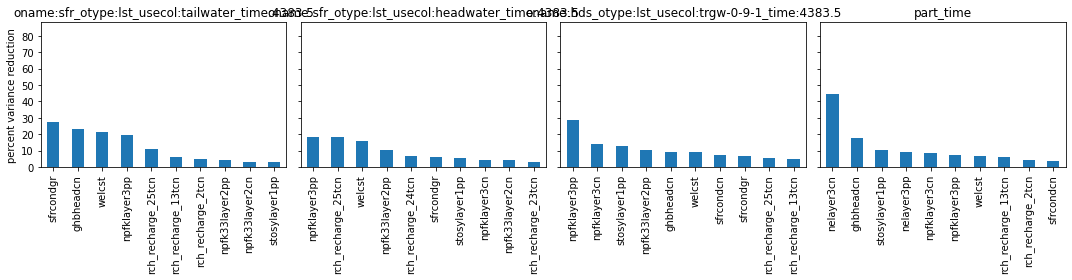 oname:sfr_otype:lst_usecol:tailwater_time:4383.5
oname:sfr_otype:lst_usecol:headwater_time:4383.5
oname:hds_otype:lst_usecol:trgw-0-9-1_time:4383.5
part_time
percent variance reduction
80
70
60
50
40
30
20
10
0
sfrcondgr
ghbheadcn
welcst
npfklayer3pp
rch_recharge_25tcn
rch_recharge_13tcn
rch_recharge_2tcn
npfk33layer2pp
npfk33layer2cn
stosylayer1pp
npfklayer3pp
rch_recharge_25tcn
welcst
npfk33layer2pp
rch_recharge_24tcn
sfrcondgr
stosylayer1pp
npfklayer3cn
npfk33layer2cn
rch_recharge_23tcn
npfklayer3pp
npfklayer3cn
stosylayer1pp
npfk33layer2pp
ghbheadcn
welcst
sfrcondcn
sfrcondgr
rch_recharge_25tcn
rch_recharge_13tcn
nelayer3cn
ghbheadcn
stosylayer1pp
nelayer3pp
npfklayer3cn
npfklayer3pp
welcst
rch_recharge_13tcn
rch_recharge_2tcn
sfrcondcn